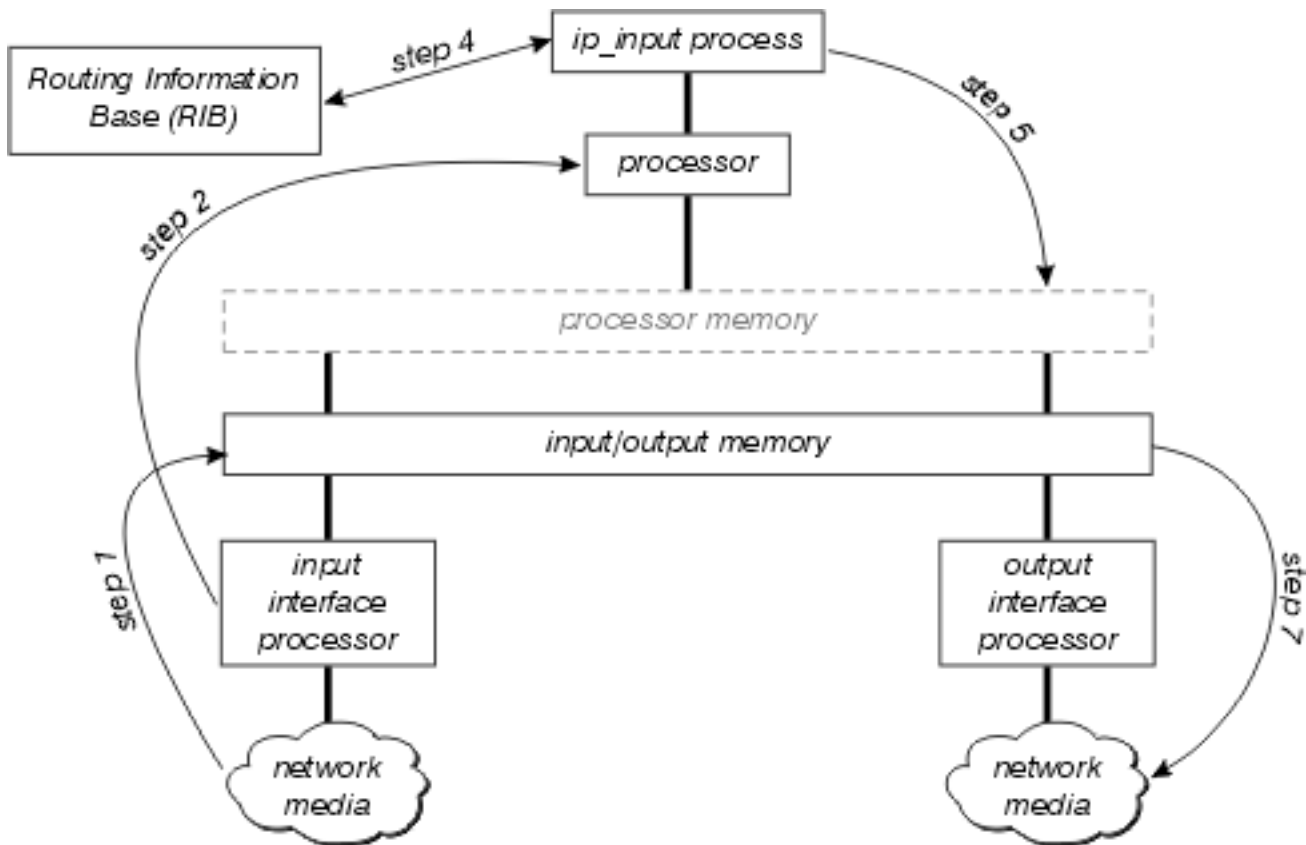 ip_input process
step 4
Routing Information
Base (RIB)
step 5
processor
step 2
processor memory
input/output memory
step 1
input
interface
processor
output
interface
processor
step 7
network
media
network
media